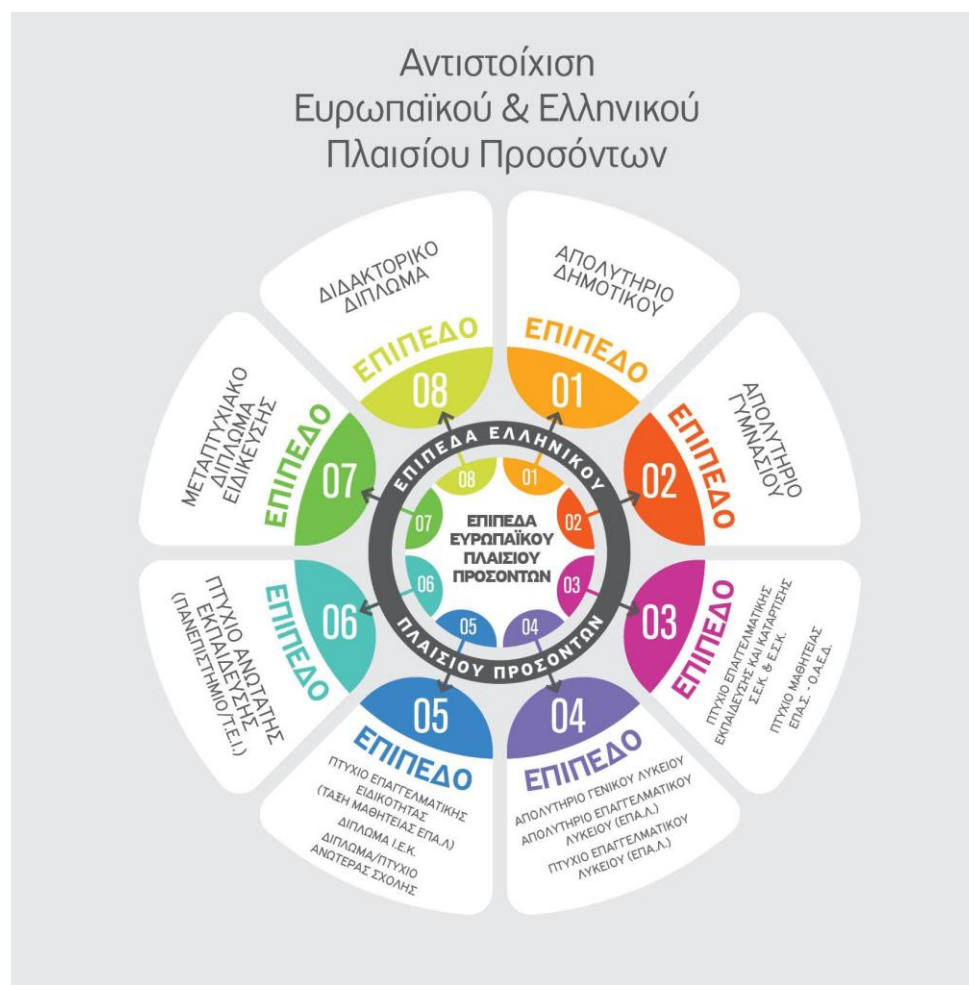 Αντιστοίχιση
Ευρωπαϊκού & Ελληνικού
Πλαισίου Προσόντων
ΑΠΟΛΥΤΗΡΙΟ
ΔΗΜΟΤΙΚΟΥ
ΕΠΙΠΕΔΟ
01
ΑΠΟΛΥΤΗΡΙΟ
ΓΥΜΝΑΣΙΟΥ
ΕΠΙΠΕΔΟ
02
ΠΤΥΧΙΟ ΕΠΑΓΓΕΛΜΑΤΙΚΗΣ
ΕΚΠΑΙΔΕΥΣΗΣ ΚΑΙ ΚΑΤΑΡΤΙΣΗΣ
Σ.Ε.Κ. & Ε.Σ.Κ.
ΠΤΥΧΙΟ ΜΑΘΗΤΕΙΑΣ
ΕΠΑ.Σ. - Ο.Α.Ε.Δ.
ΕΠΙΠΕΔΟ
03
04
ΕΠΙΠΕΔΟ
ΑΠΟΛΥΤΗΡΙΟ ΓΕΝΙΚΟΥ ΛΥΚΕΙΟΥ
ΑΠΟΛΥΤΗΡΙΟ ΕΠΑΓΓΕΛΜΑΤΙΚΟΥ
ΛΥΚΕΙΟΥ (ΕΠΑ.Λ.)
ΠΤΥΧΙΟ ΕΠΑΓΓΕΛΜΑΤΙΚΟΥ
ΛΥΚΕΙΟΥ (ΕΠΑ.Λ.)
05
ΕΠΙΠΕΔΟ
ΠΤΥΧΙΟ ΕΠΑΓΓΕΛΜΑΤΙΚΗΣ
ΕΙΔΙΚΟΤΗΤΑΣ
(ΤΑΞΗ ΜΑΘΗΤΕΙΑΣ ΕΠΑ.Λ)
ΔΙΠΛΩΜΑ Ι.Ε.Κ.
ΔΙΠΛΩΜΑ/ΠΤΥΧΙΟ
ΑΝΩΤΕΡΑΣ ΣΧΟΛΗΣ
ΠΤΥΧΙΟ ΑΝΩΤΑΤΗΣ
ΕΚΠΑΙΔΕΥΣΗΣ
(ΠΑΝΕΠΙΣΤΗΜΙΟ/Τ.Ε.Ι.)
ΕΠΙΠΕΔΟ
06
ΜΕΤΑΠΤΥΧΙΑΚΟ
ΔΙΠΛΩΜΑ
ΕΙΔΙΚΕΥΣΗΣ
ΕΠΙΠΕΔΟ
07
ΔΙΔΑΚΤΟΡΙΚΟ
ΔΙΠΛΩΜΑ
ΕΠΙΠΕΔΟ
08
ΕΠΙΠΕΔΑ ΕΛΛΗΝΙΚΟΥ
ΠΛΑΙΣΙΟΥ ΠΡΟΣΟΝΤΩΝ
01
02
03
04
05
06
07
08
ΕΠΙΠΕΔΑ
ΕΥΡΩΠΑΪΚΟΥ
ΠΛΑΙΣΙΟΥ
ΠΡΟΣΟΝΤΩΝ